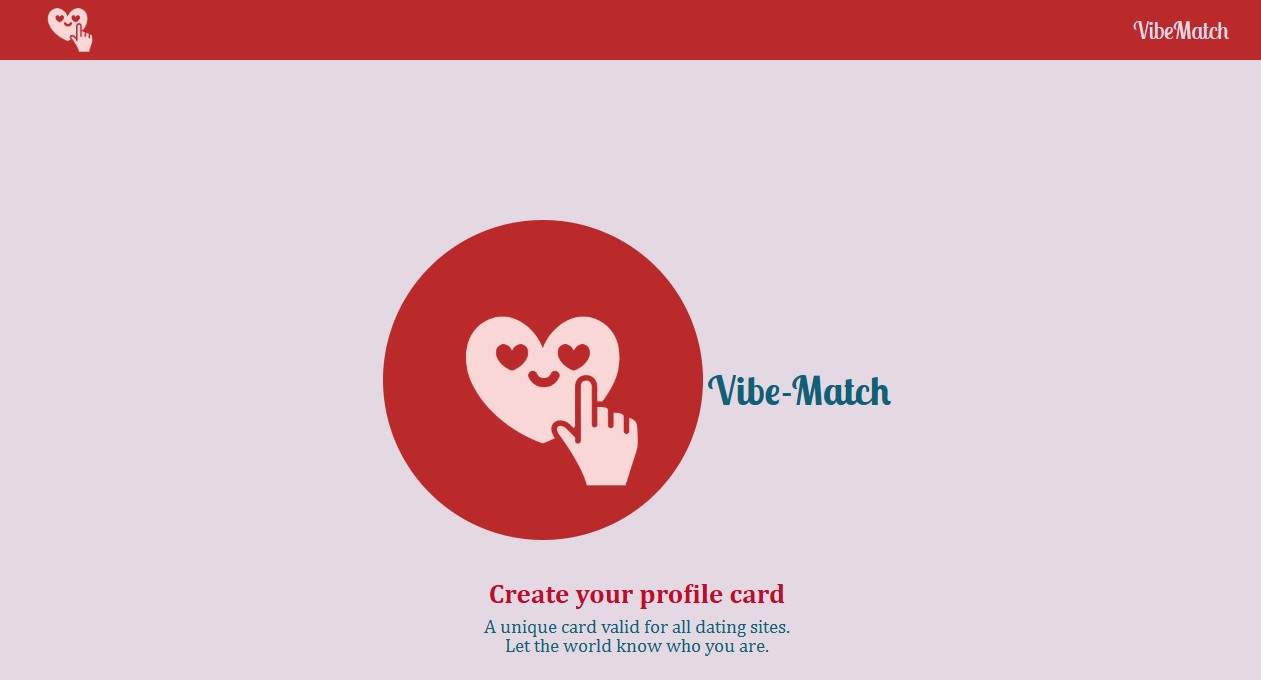 VibeMatch
Vibe-Match
Create your profile card
A unique card valid for all dating sites.
Let the world know who you are.